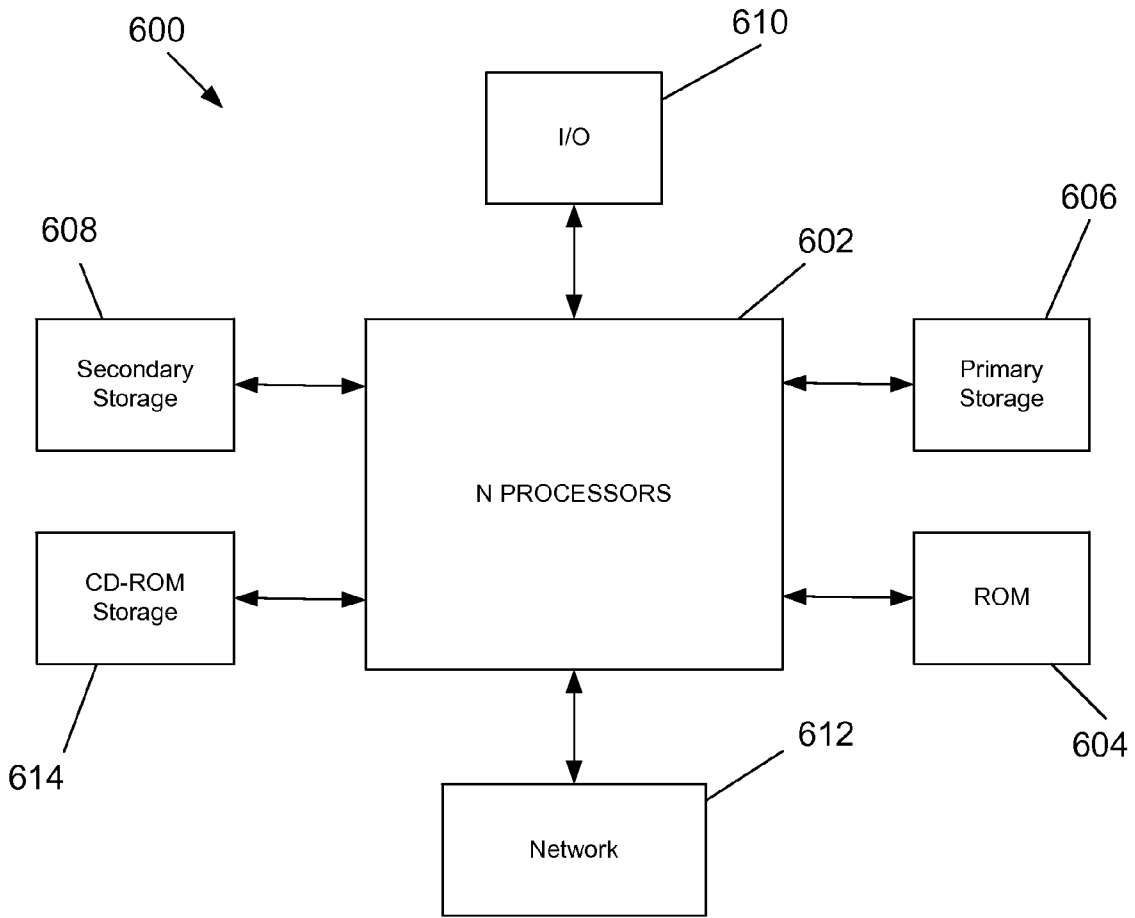 600
610
I/O
608
602
606
Secondary
Storage
Primary
Storage
N PROCESSORS
CD-ROM
Storage
ROM
614
612
604
Network